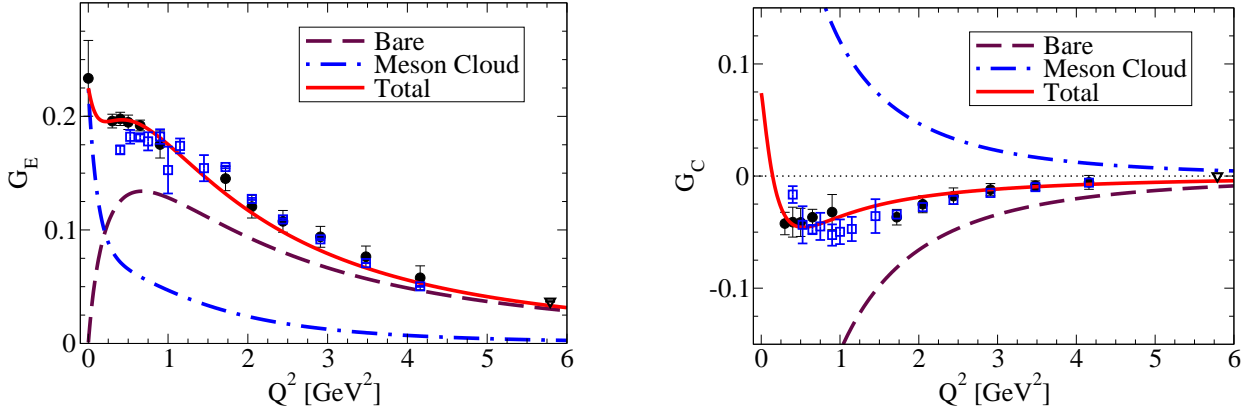 Bare
Meson Cloud
Total
G_E
0.2
0.1
0
0 1 2 3 4 5 6
Q^2 [GeV^2]
Bare
Meson Cloud
Total
G_C
0.1
0
-0.1
0 1 2 3 4 5 6
Q^2 [GeV^2]